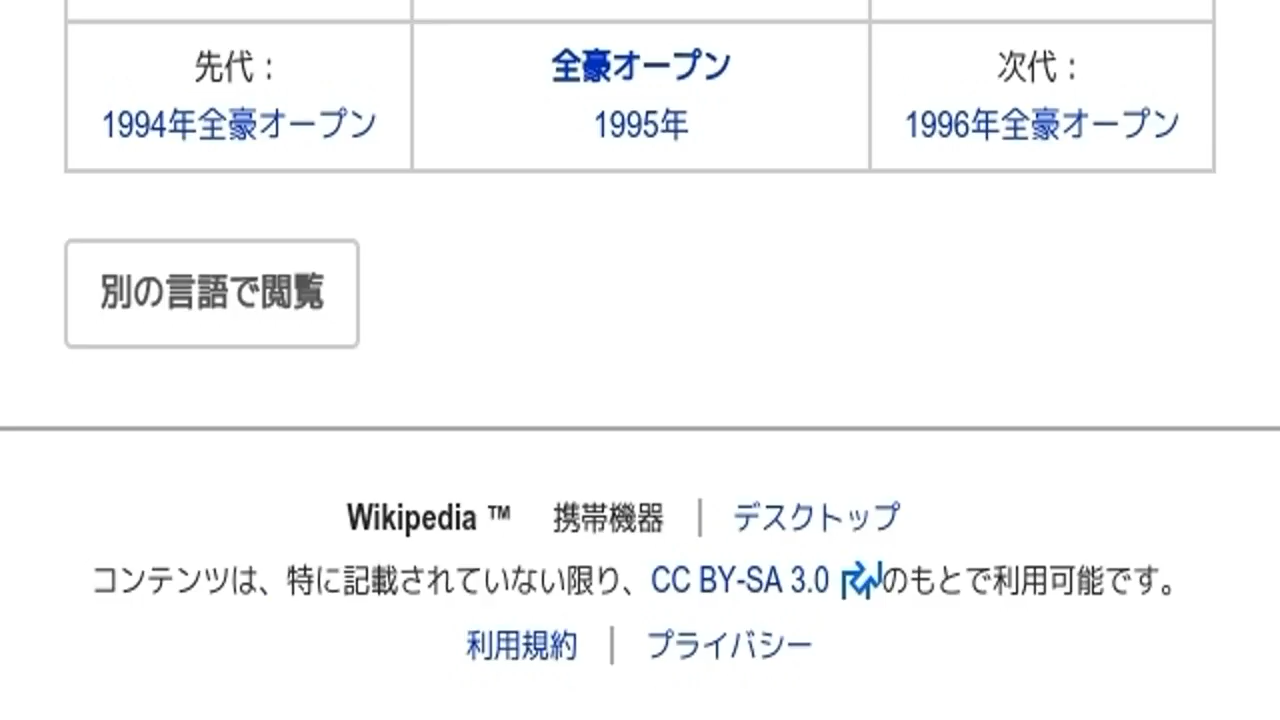 先代：
1994年全豪オープン
全豪オープン
1995年
次代：
1996年全豪オープン
別の言語で閲覧
Wikipedia ™ 携帯機器 | デスクトップ
コンテンツは、特に記載されていない限り、CC BY-SA 3.0 のもとで利用可能です。
利用規約 | プライバシー